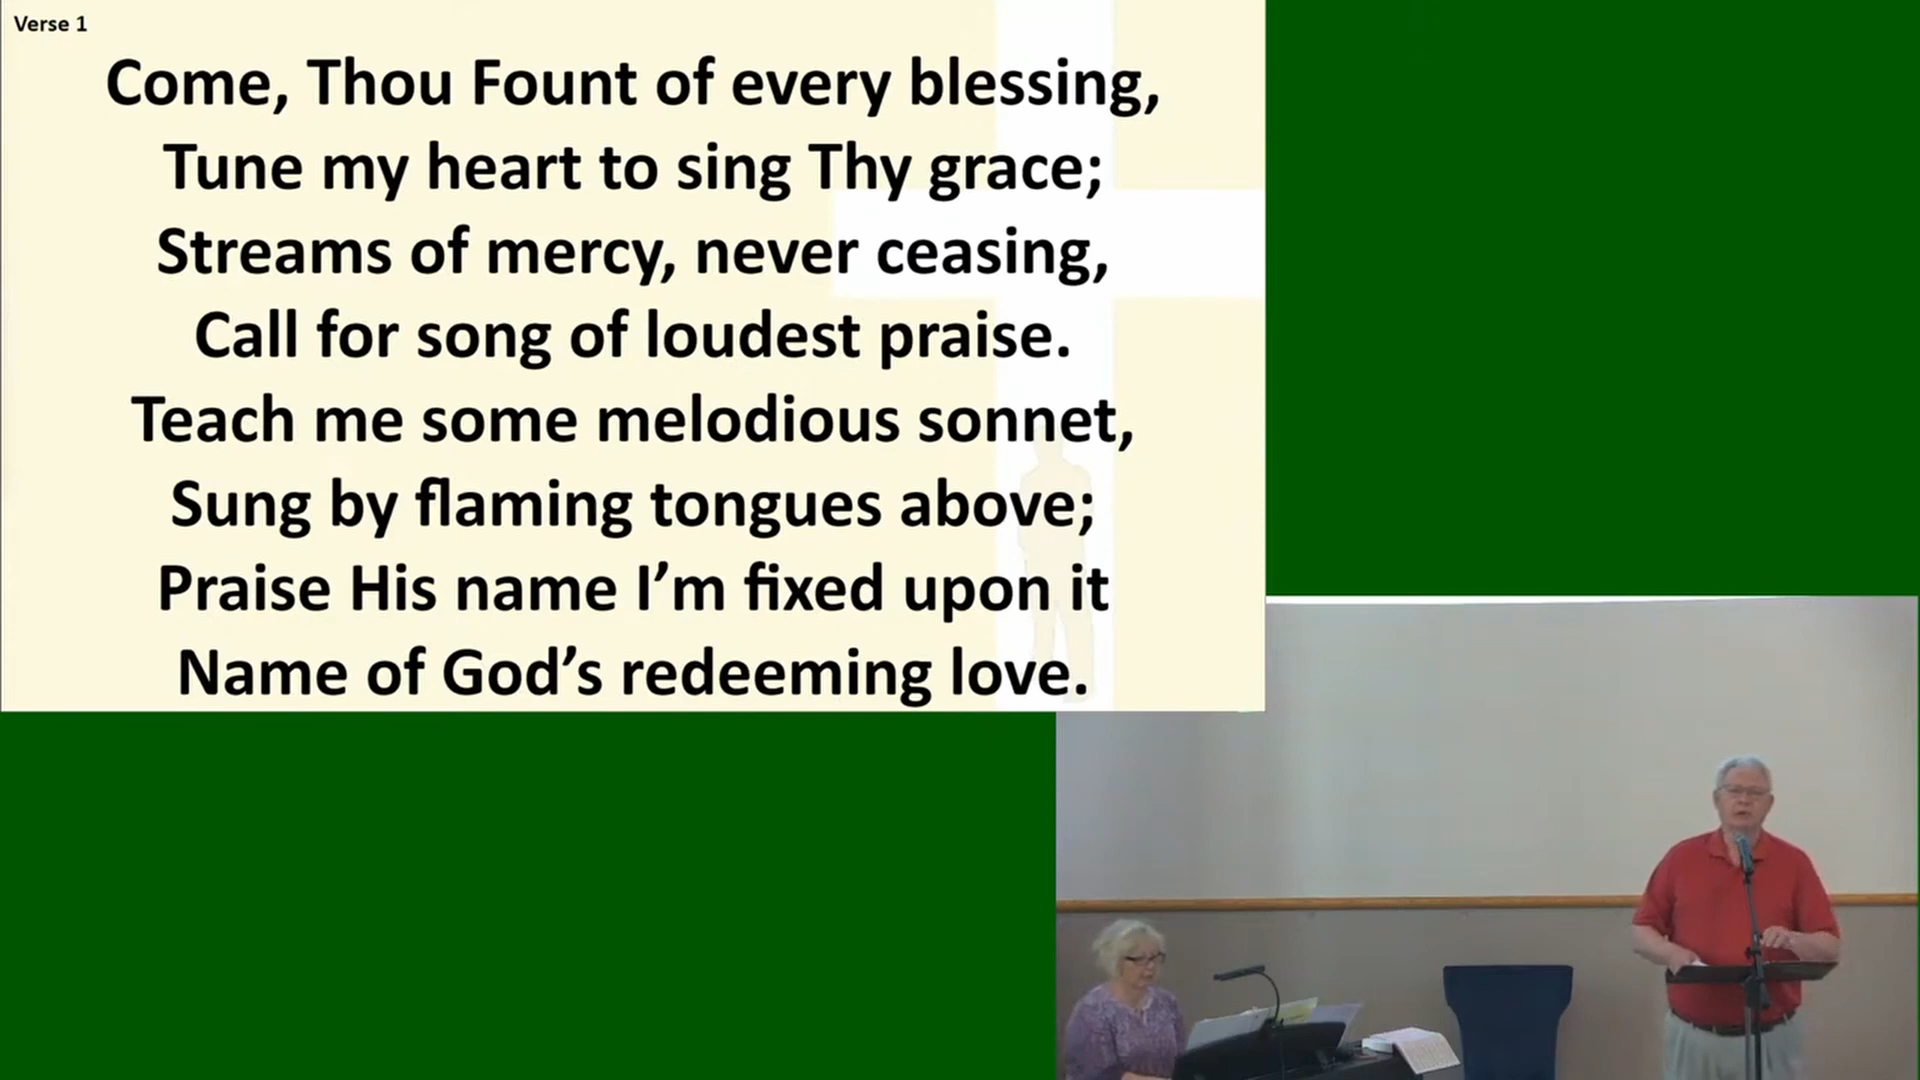 Verse 1
Come, Thou Fount of every blessing,
Tune my heart to sing Thy grace;
Streams of mercy, never ceasing,
Call for song of loudest praise.
Teach me some melodious sonnet,
Sung by flaming tongues above;
Praise His name I’m fixed upon it
Name of God’s redeeming love.